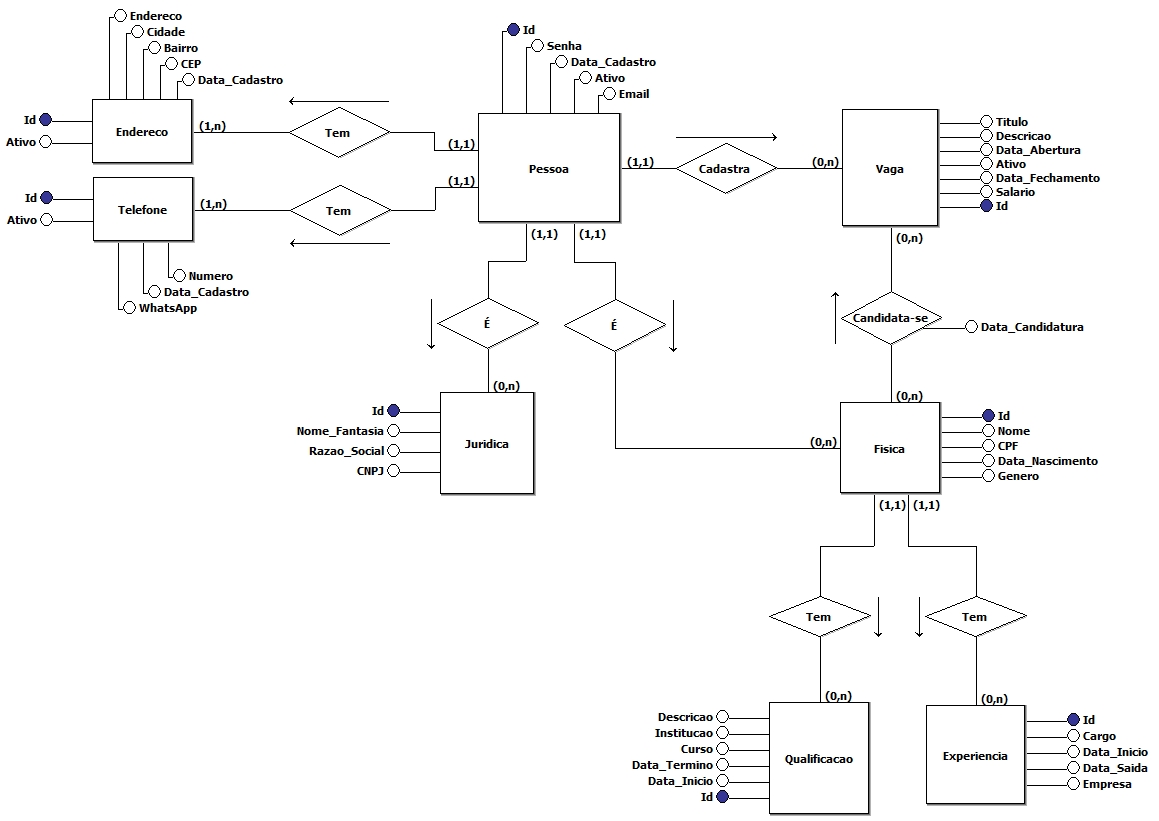 Endereco
Cidade
Bairro
CEP
Data_Cadastro
Id
Ativo
Endereco
(1,n)
Tem
(1,1)
Id
Ativo
Telefone
(1,n)
Tem
(1,1)
Numero
Data_Cadastro
WhatsApp
Id
Senha
Data_Cadastro
Ativo
Email
Pessoa
(1,1)
Cadastra
(0,n)
Vaga
Titulo
Descricao
Data_Abertura
Ativo
Data_Fechamento
Salario
Id
(1,1)
(1,1)
É
É
(0,n)
Candidata-se
Data_Candidatura
(0,n)
(0,n)
Id
Nome_Fantasia
Razao_Social
CNPJ
Juridica
(0,n)
Fisica
Id
Nome
CPF
Data_Nascimento
Genero
(1,1)
(1,1)
Tem
Tem
(0,n)
(0,n)
Descricao
Institucao
Curso
Data_Termino
Data_Inicio
Id
Qualificacao
Experiencia
Id
Cargo
Data_Inicio
Data_Saida
Empresa